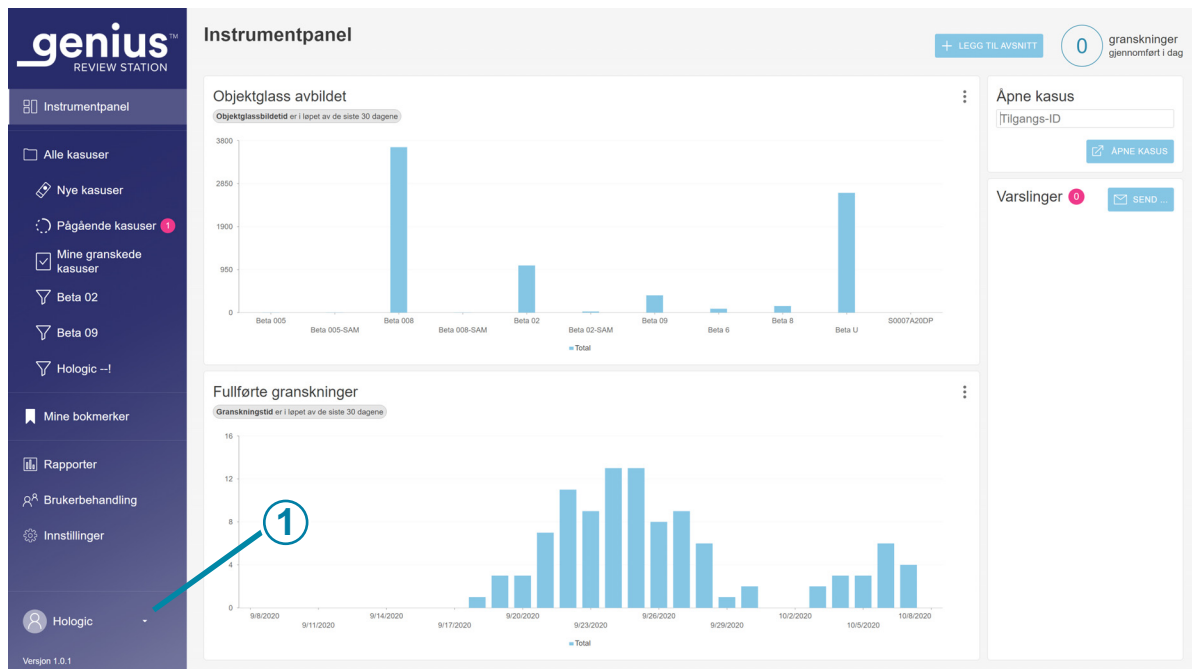 genius™
REVIEW STATION
Instrumentpanel
Alle kasuser
Nye kasuser
Pågående kasuser 1
Mine granskede
kasuser
Beta 02
Beta 09
Hologic --!
Mine bokmerker
Rapporter
Brukerbehandling
Innstillinger
Hologic
Versjon 1.0.1
Instrumentpanel
+ LEGG TIL AVSNITT
0
granskninger
gjennomført i dag
Objektglass avbildet
Objektglassbildetid er i løpet av de siste 30 dagene
3800
2850
1900
950
0
Beta 005
Beta 005-SAM
Beta 008
Beta 008-SAM
Beta 02
Beta 02-SAM
Beta 09
Beta 6
Beta 8
Beta U
S0007A20DP
Total
Fullførte granskninger
Granskningstid er i løpet av de siste 30 dagene
16
12
8
4
0
9/8/2020
9/11/2020
9/14/2020
9/17/2020
9/20/2020
9/23/2020
9/26/2020
9/29/2020
10/2/2020
10/5/2020
10/8/2020
Total
1
Åpne kasus
Tilgangs-ID
ÅPNE KASUS
Varslinger 0
SEND ...